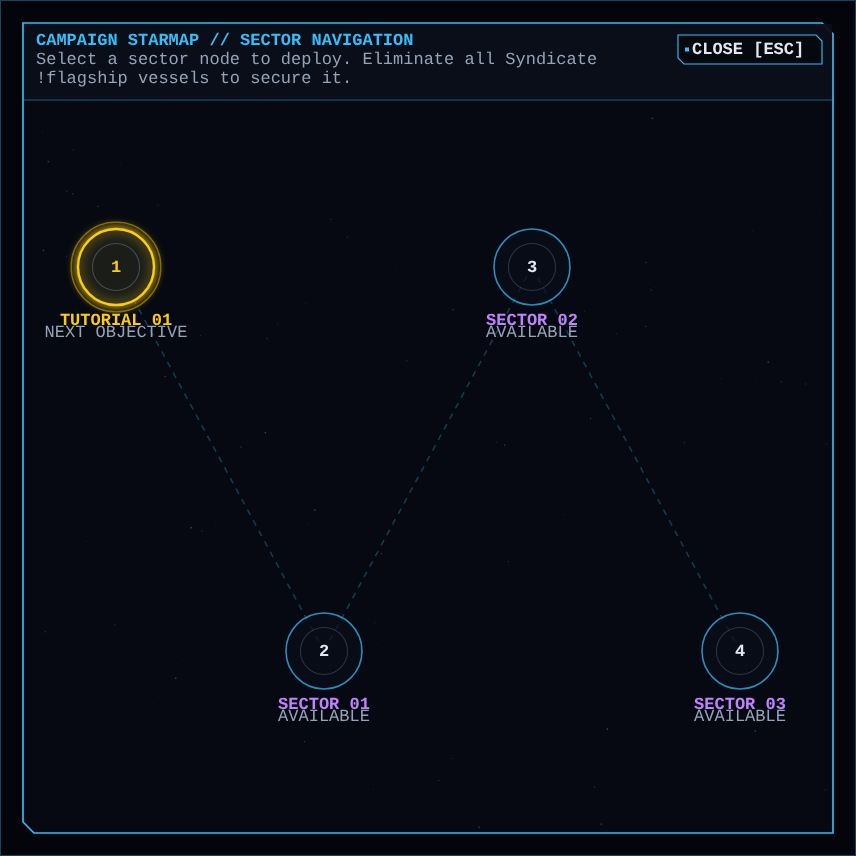 CAMPAIGN STARMAP // SECTOR NAVIGATION
Select a sector node to deploy. Eliminate all Syndicate
!flagship vessels to secure it.
CLOSE [ESC]
1
TUTORIAL 01
NEXT OBJECTIVE
3
SECTOR 02
AVAILABLE
2
SECTOR 01
AVAILABLE
4
SECTOR 03
AVAILABLE